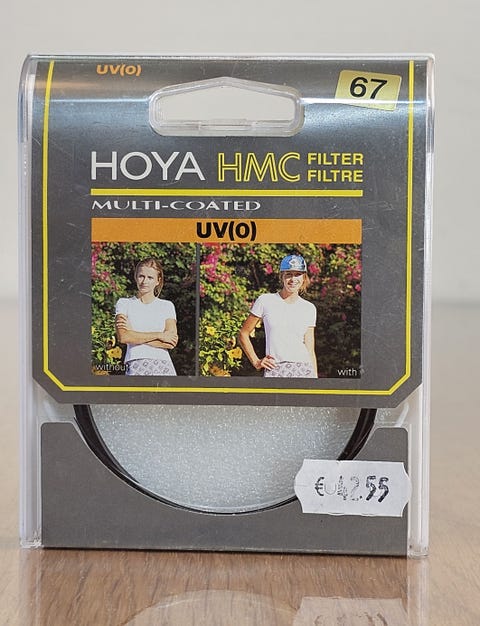 UV(0)
67
HOYA HMC FILTER
FILTRE
MULTI-COATED
UV(0)
without
with
€ 42.55